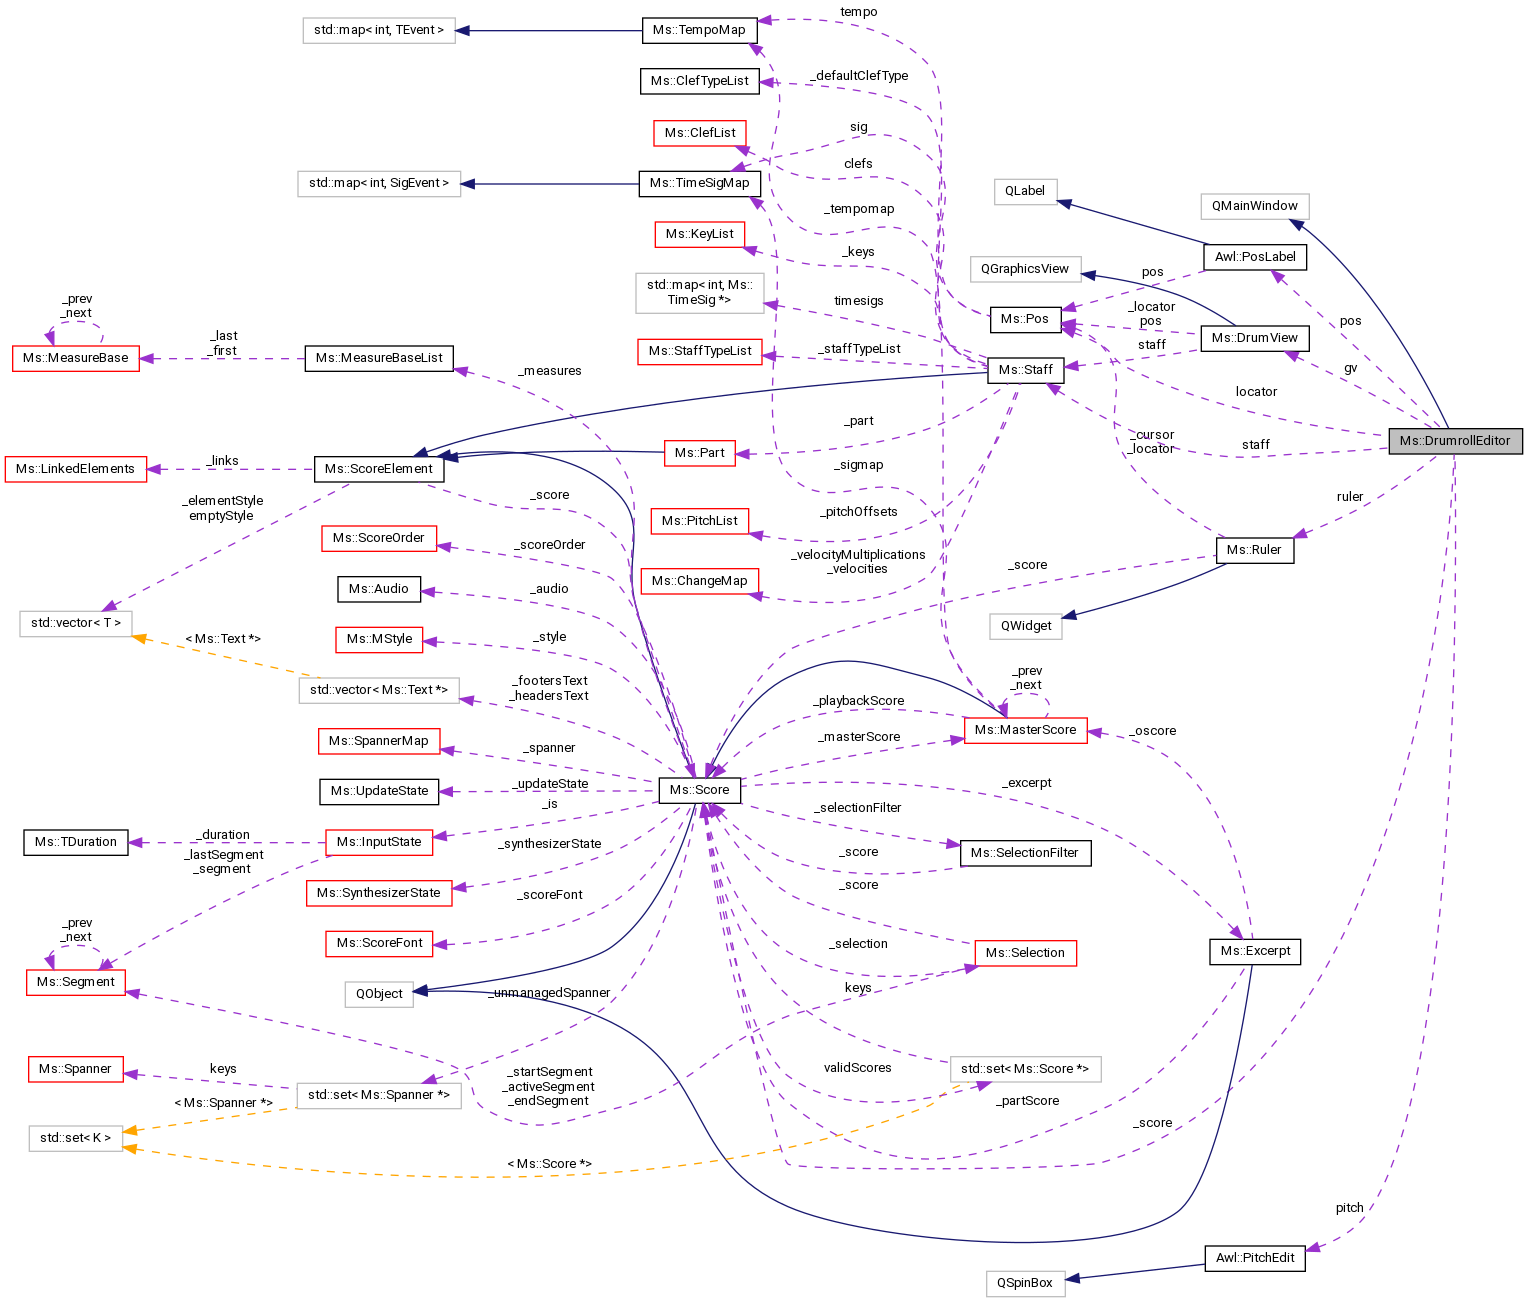 tempo
std::map< int, TEvent >
Ms::TempoMap
_defaultClefType
Ms::ClefTypeList
sig
Ms::ClefList
clefs
std::map< int, SigEvent >
Ms::TimeSigMap
QLabel
QMainWindow
_tempomap
Ms::KeyList
_keys
Awl::PosLabel
QGraphicsView
pos
std::map< int, Ms::
TimeSig *>
timesigs
_prev
_next
_locator
pos
Ms::Pos
pos
_last
_first
Ms::DrumView
staff
Ms::MeasureBase
Ms::MeasureBaseList
Ms::StaffTypeList
_staffTypeList
_measures
Ms::Staff
gv
locator
_part
_cursor
_locator
staff
Ms::DrumrollEditor
Ms::Part
_links
Ms::LinkedElements
Ms::ScoreElement
_sigmap
_elementStyle
emptyStyle
_score
ruler
Ms::PitchList
_pitchOffsets
Ms::ScoreOrder
_scoreOrder
Ms::Ruler
_velocityMultiplications
_velocities
_score
Ms::ChangeMap
Ms::Audio
_audio
std::vector< T >
QWidget
< Ms::Text *>
Ms::MStyle
_style
_footersText
_headersText
std::vector< Ms::Text *>
_prev
_next
_playbackScore
Ms::MasterScore
_masterScore
_oscore
Ms::SpannerMap
_spanner
_updateState
Ms::UpdateState
Ms::Score
_excerpt
_is
_selectionFilter
_duration
Ms::TDuration
Ms::InputState
_lastSegment
_segment
_synthesizerState
_score
Ms::SelectionFilter
Ms::SynthesizerState
_scoreFont
_score
_prev
_next
Ms::ScoreFont
_selection
Ms::Selection
Ms::Excerpt
Ms::Segment
QObject
_unmanagedSpanner
keys
Ms::Spanner
keys
_startSegment
_activeSegment
_endSegment
validScores
std::set< Ms::Score *>
std::set< Ms::Spanner *>
< Ms::Spanner *>
_partScore
_score
std::set< K >
< Ms::Score *>
pitch
Awl::PitchEdit
QSpinBox